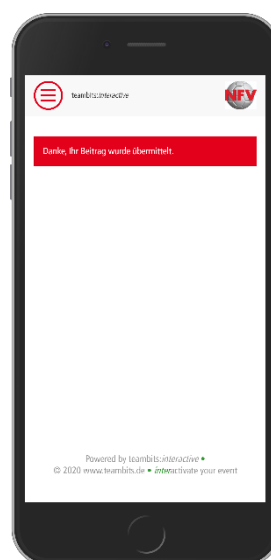 teambits:interactive
NFV
Danke, Ihr Beitrag wurde übermittelt.
Powered by teambits:interactive •
© 2020 www.teambits.de • interactivate your event